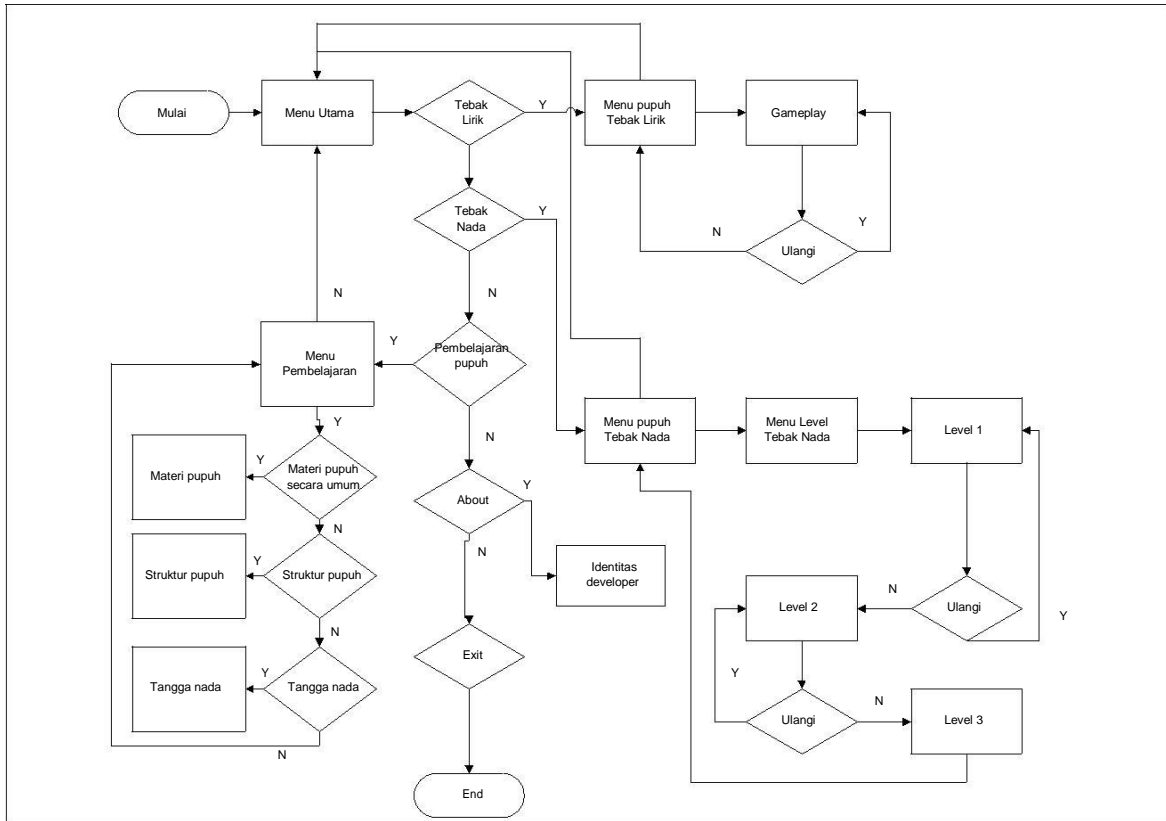 Mulai
Menu Utama
Tebak
Lirik
Y
Menu pupuh
Tebak Lirik
Gameplay
Tebak
Nada
Y
N
Ulangi
Y
N
N
Menu
Pembelajaran
Y
Pembelajaran
pupuh
Y
N
Menu pupuh
Tebak Nada
Menu Level
Tebak Nada
Level 1
Materi pupuh
Y
Materi pupuh
secara umum
N
About
Y
N
Identitas
developer
Struktur pupuh
Y
Struktur pupuh
N
Level 2
N
Ulangi
Y
Exit
Tangga nada
Y
Tangga nada
N
Y
Ulangi
N
Level 3
End